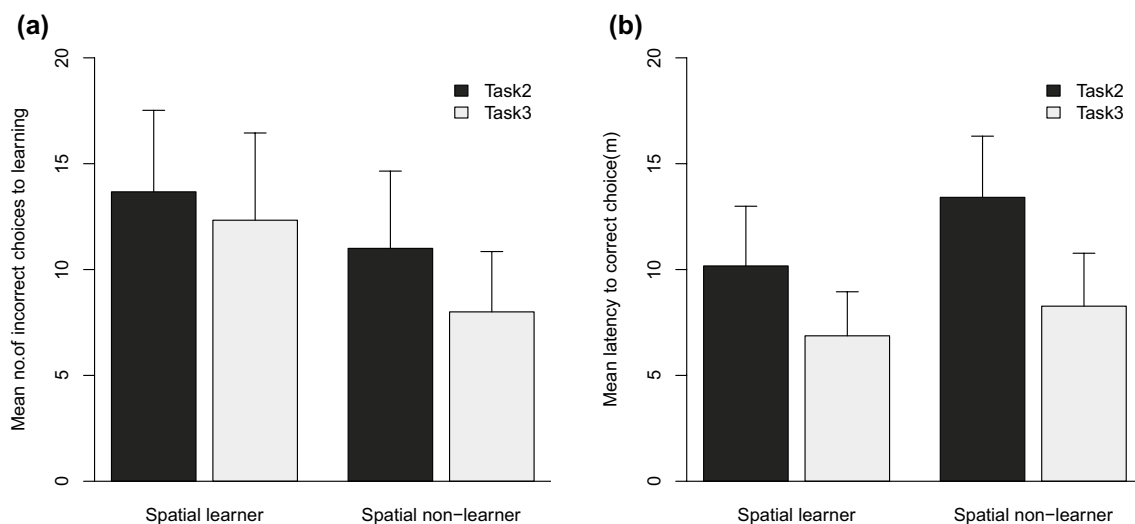 (a)
Mean no.of incorrect choices to learning
20
15
10
5
0
Task2
Task3
Spatial learner
Spatial non−learner
(b)
Mean latency to correct choice(m)
20
15
10
5
0
Task2
Task3
Spatial learner
Spatial non−learner